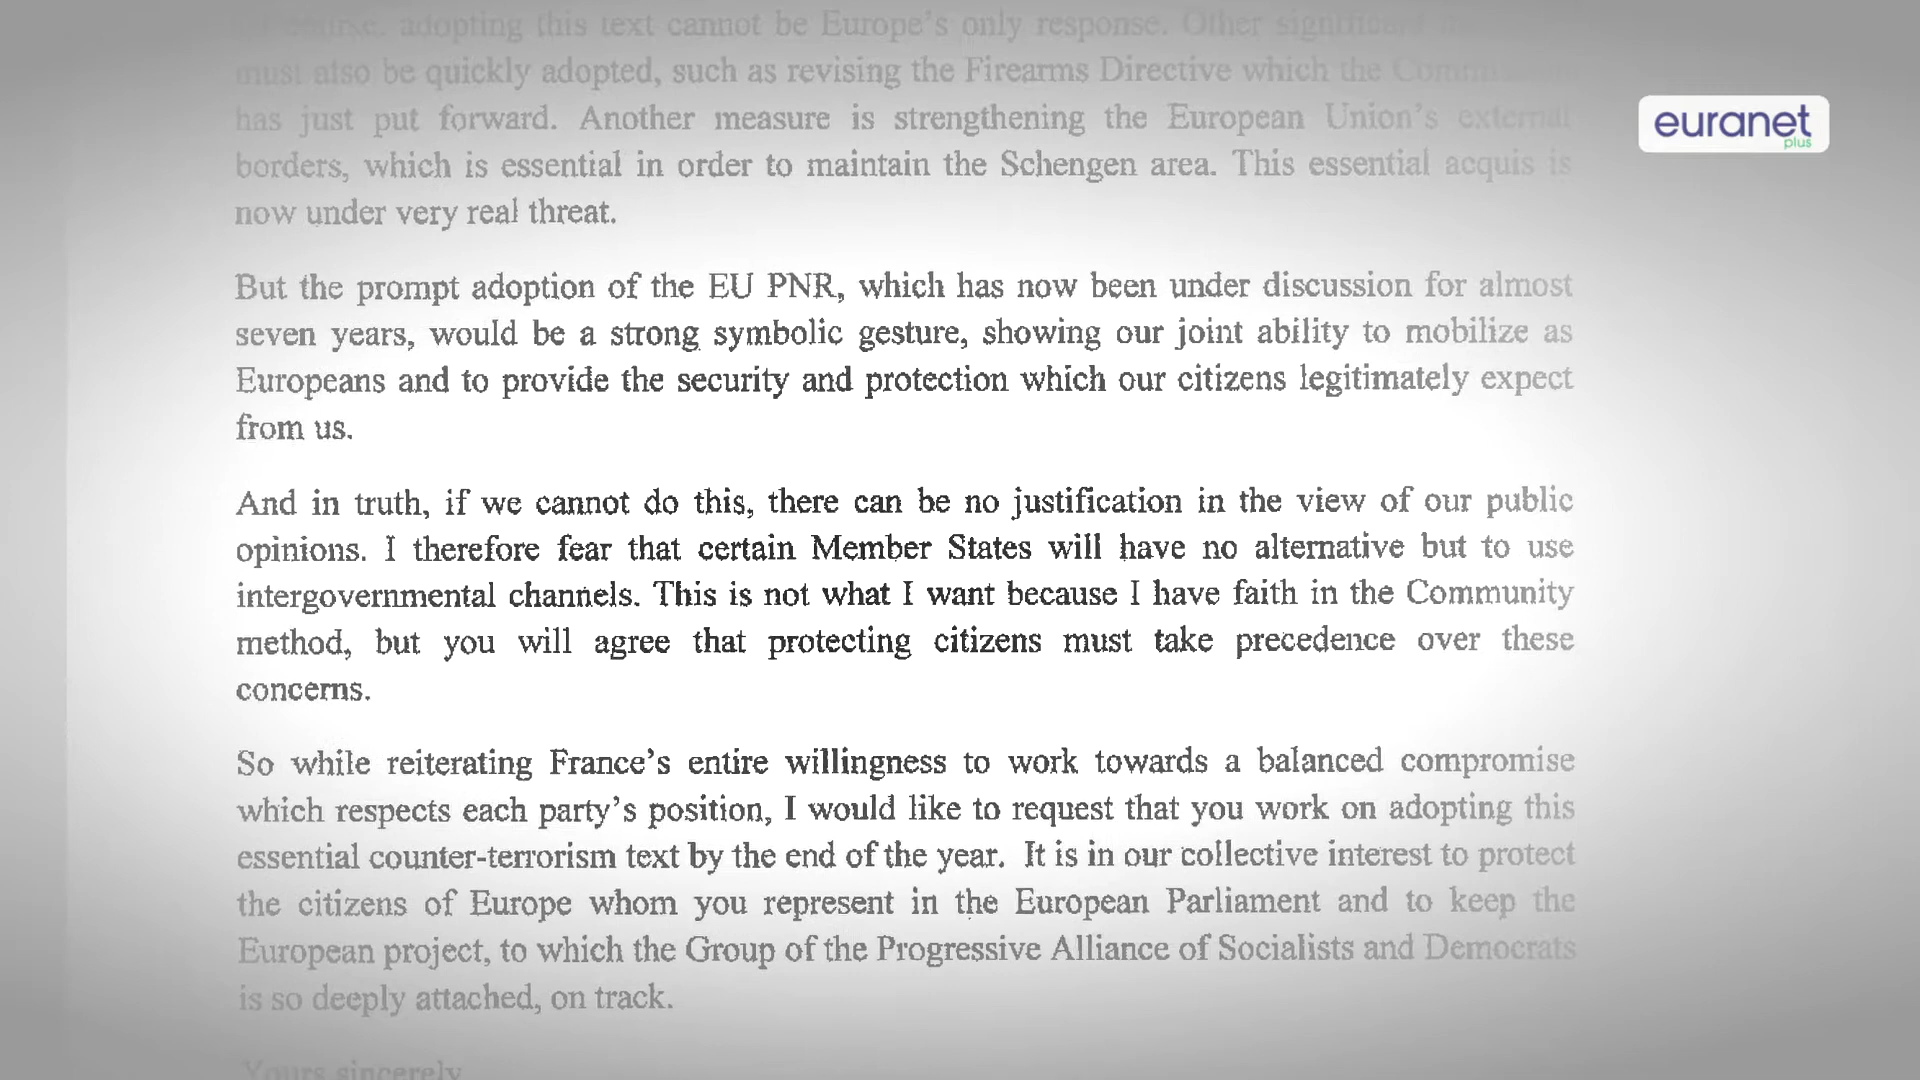 course, adopting this text cannot be Europe's only response. Other significant
must also be quickly adopted, such as revising the Firearms Directive which the
has just put forward. Another measure is strengthening the European Union's external
borders, which is essential in order to maintain the Schengen area. This essential acquis is
now under very real threat.
But the prompt adoption of the EU PNR, which has now been under discussion for almost
seven years, would be a strong symbolic gesture, showing our joint ability to mobilize as
Europeans and to provide the security and protection which our citizens legitimately expect
from us.
And in truth, if we cannot do this, there can be no justification in the view of our public
opinions. I therefore fear that certain Member States will have no alternative but to use
intergovernmental channels. This is not what I want because I have faith in the Community
method, but you will agree that protecting citizens must take precedence over these
concerns.
So while reiterating France's entire willingness to work towards a balanced compromise
which respects each party's position, I would like to request that you work on adopting this
essential counter-terrorism text by the end of the year. It is in our collective interest to protect
the citizens of Europe whom you represent in the European Parliament and to keep the
European project, to which the Group of the Progressive Alliance of Socialists and Democrats
is so deeply attached, on track.
Yours sincerely
euranet
plus